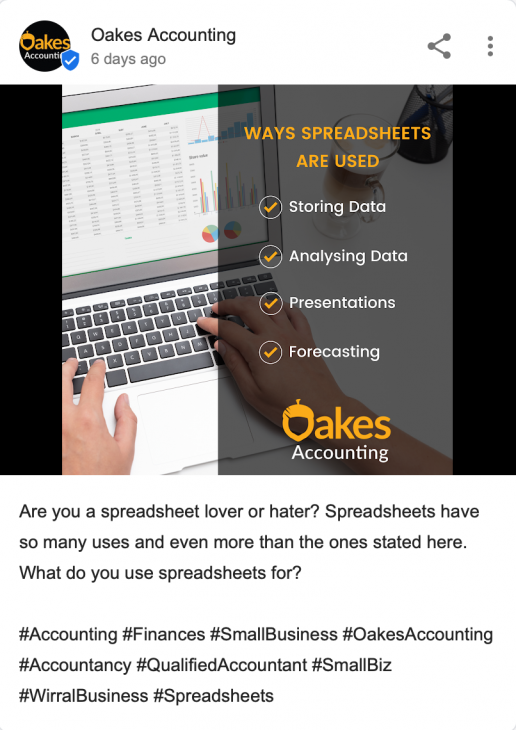 Oakes
Accounti
Oakes Accounting
6 days ago
WAYS SPREADSHEETS
ARE USED
Storing Data
Analysing Data
Presentations
Forecasting
Oakes
Accounting
Are you a spreadsheet lover or hater? Spreadsheets have
so many uses and even more than the ones stated here.
What do you use spreadsheets for?
#Accounting #Finances #SmallBusiness #OakesAccounting
#Accountancy #QualifiedAccountant #SmallBiz
#WirralBusiness #Spreadsheets